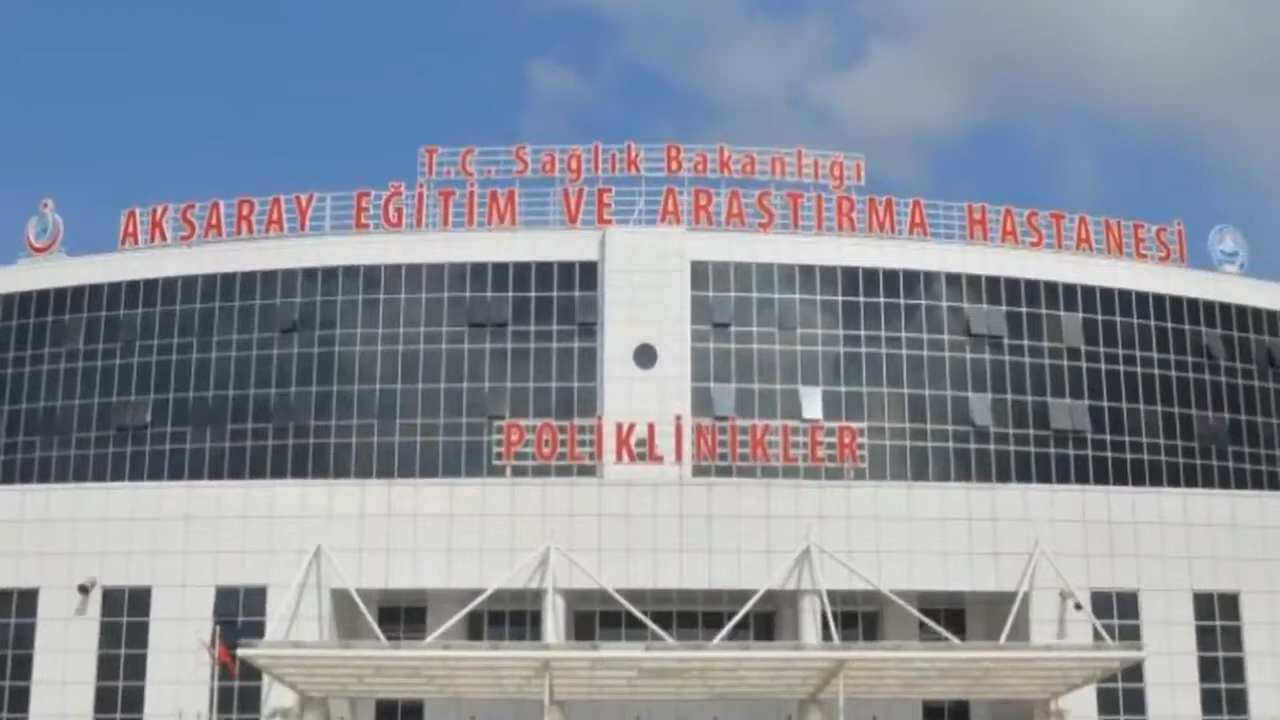 T.C. Sağlık Bakanlığı
AKSARAY EĞİTİM VE ARAŞTIRMA HASTANESİ
POLİKLİNİKLER